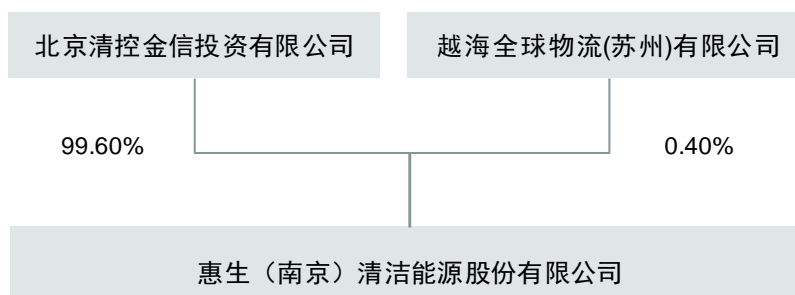 北京清控金信投资有限公司
越海全球物流(苏州)有限公司
99.60%
0.40%
惠生（南京）清洁能源股份有限公司